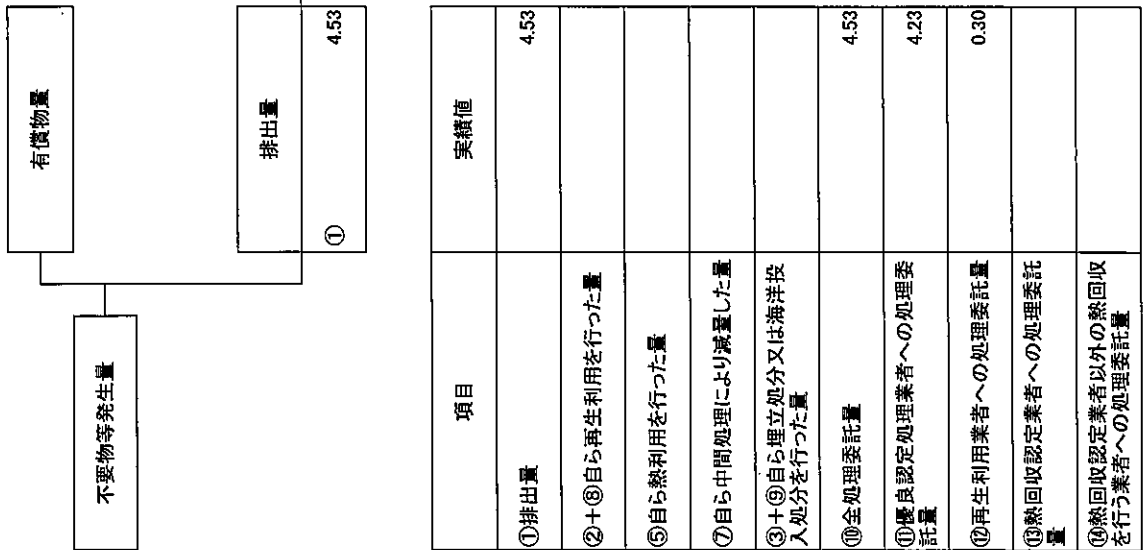 有償物量
不要物等発生量
排出量
① 4.53
項目 実績値
①排出量 4.53
②+⑧自ら再生利用を行った量
⑤自ら熱利用を行った量
⑦自ら中間処理により減量した量
③+⑨自ら埋立処分又は海洋投
入処分を行った量
⑩全処理委託量 4.53
⑪優良認定処理業者への処理委
託量 4.23
⑫再生利用業者への処理委託量 0.30
⑬熱回収認定業者への処理委託
量
⑭熱回収認定業者以外の熱回収
を行う業者への処理委託量